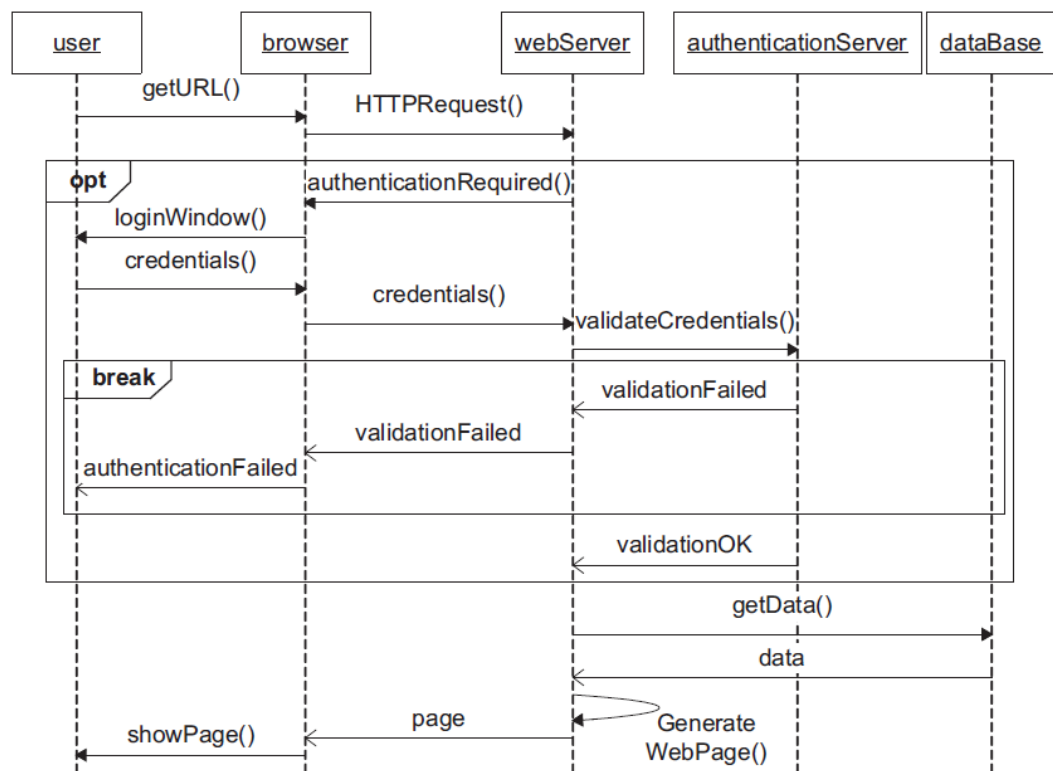 user
browser
webServer
authenticationServer
dataBase
getURL()
HTTPRequest()
opt
authenticationRequired()
loginWindow()
credentials()
credentials()
validateCredentials()
break
validationFailed
validationFailed
authenticationFailed
validationOK
getData()
data
Generate
WebPage()
page
showPage()